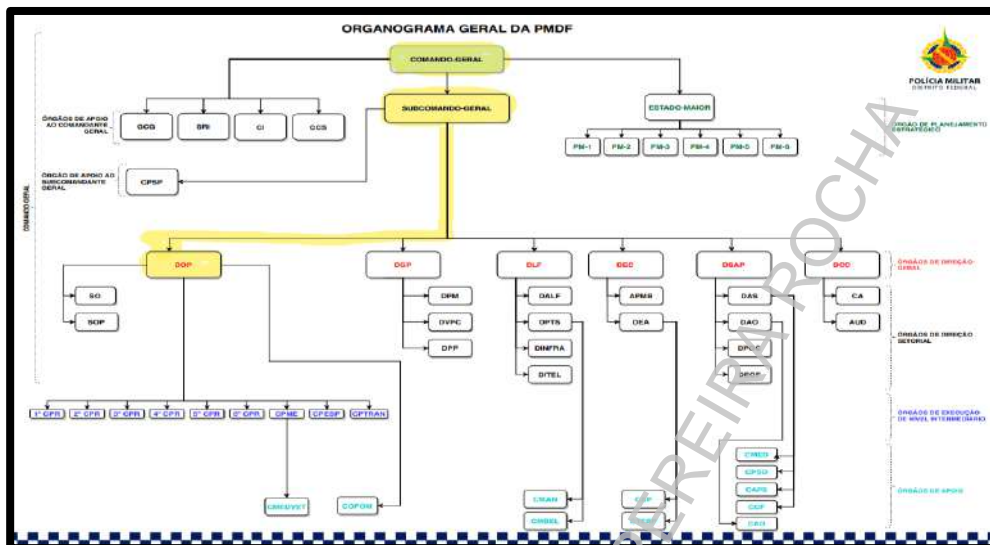 ORGANOGRAMA GERAL DA PMDF
POLÍCIA MILITAR
DISTRITO FEDERAL
COMANDO-GERAL
SUBCOMANDO-GERAL
ESTADO-MAIOR
ÓRGÃOS DE APOIO
AO COMANDANTE
GERAL
GCG
CI
CCS
PM-1
PM-2
PM-3
PM-4
PM-5
PM-6
ÓRGÃO DE PLANEJAMENTO
ESTRATÉGICO
ÓRGÃO DE APOIO AO
SUBCOMANDANTE
GERAL
CPSP
COMANDO-GERAL
DOP
DGP
DLF
DEC
DSAP
DCC
ÓRGÃOS DE DIREÇÃO
GERAL
SO
SOP
DPM
DVPC
DPP
DALF
DPTS
DINFRA
DITEL
APMB
DEA
DAS
DAO
CA
AUD
ÓRGÃOS DE DIREÇÃO
SETORIAL
1º CPR
2º CPR
3º CPR
4º CPR
5º CPR
6º CPR
CPME
CPESP
CPTRAN
ÓRGÃOS DE EXECUÇÃO
DE NÍVEL INTERMEDIÁRIO
COPOM
CMAN
CMED
CPSO
CAPS
CAO
ÓRGÃOS DE APOIO
PEREIRA ROCHA